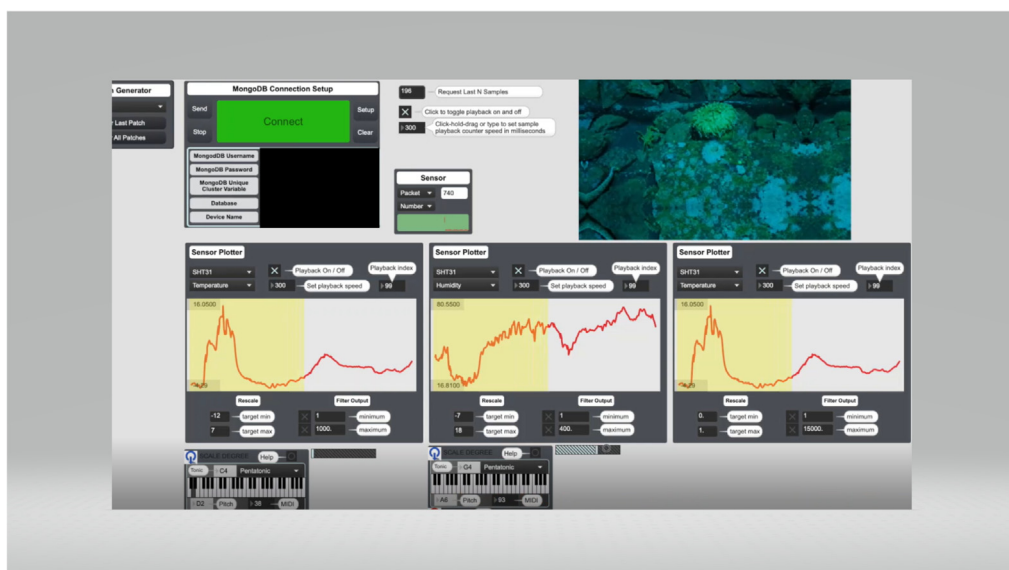 n Generator
r Last Patch
All Patches
MongoDB Connection Setup
Send
Connect
Setup
Stop
Clear
MongodDB Username
MongoDB Password
MongoDB Unique
Cluster Variable
Database
Device Name
196
Request Last N Samples
Click to toggle playback on and off
300
Click-hold-drag or type to set sample
playback counter speed in milliseconds
Sensor
Packet
740
Number
Sensor Plotter
SHT31
Playback On / Off
Playback index
Temperature
300
Set playback speed
99
16.0500
Rescale
Filter Output
-12
target min
1
minimum
7
target max
1000.
maximum
Sensor Plotter
SHT31
Playback On / Off
Playback index
Humidity
300
Set playback speed
99
80.5500
16.8100
Rescale
Filter Output
-7
target min
1
minimum
18
target max
400.
maximum
Sensor Plotter
SHT31
Playback On / Off
Playback index
Temperature
300
Set playback speed
99
16.0500
Rescale
Filter Output
0.
target min
1
minimum
1.
target max
15000.
maximum
SCALE DEGREE
Help
Tonic
C4
Pentatonic
D2
Pitch
38
MIDI
SCALE DEGREE
Help
Tonic
G4
Pentatonic
Pitch
MIDI